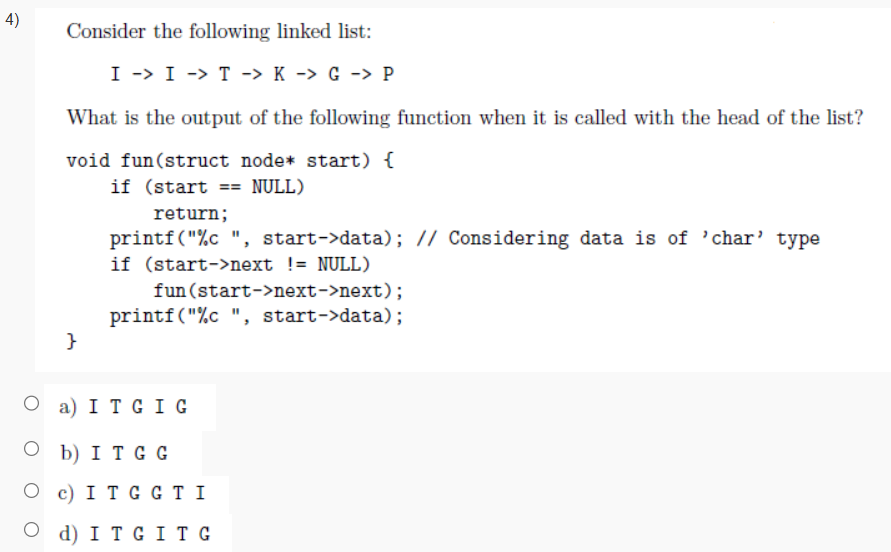 4)
Consider the following linked list:
I -> I -> T -> K -> G -> P
What is the output of the following function when it is called with the head of the list?
void fun(struct node* start) {
if (start == NULL)
return;
printf("%c ", start->data); // Considering data is of ’char’ type
if (start->next != NULL)
fun(start->next->next);
printf("%c ", start->data);
}
a) I T G I G
b) I T G G
c) I T G G T I
d) I T G I T G